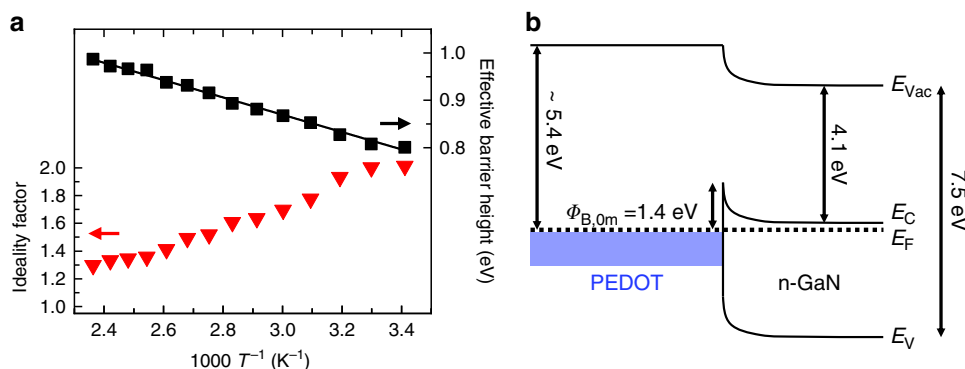 a
Ideality factor
2.0
1.8
1.6
1.4
1.2
1.0
2.4 2.6 2.8 3.0 3.2 3.4
1000 T⁻¹ (K⁻¹)
1.0
0.9
0.8
Effective barrier height (eV)
b
~ 5.4 eV
Φ_B,0m =1.4 eV
4.1 eV
7.5 eV
E_Vac
E_C
E_F
E_V
PEDOT
n-GaN